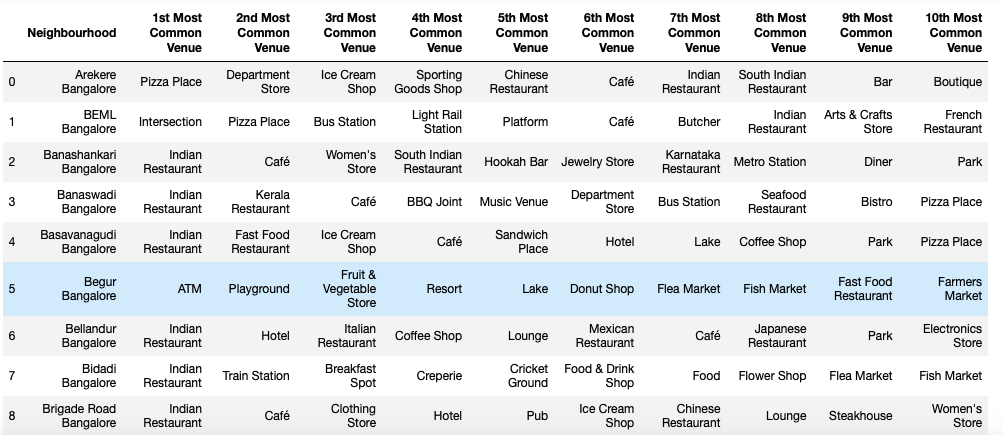 Neighbourhood 1st Most Common Venue 2nd Most Common Venue 3rd Most Common Venue 4th Most Common Venue 5th Most Common Venue 6th Most Common Venue 7th Most Common Venue 8th Most Common Venue 9th Most Common Venue 10th Most Common Venue
0 Arekere Bangalore Pizza Place Department Store Ice Cream Shop Sporting Goods Shop Chinese Restaurant Café Indian Restaurant South Indian Restaurant Bar Boutique
1 BEML Bangalore Intersection Pizza Place Bus Station Light Rail Station Platform Café Butcher Indian Restaurant Arts & Crafts Store French Restaurant
2 Banashankari Bangalore Indian Restaurant Café Women's Store South Indian Restaurant Hookah Bar Jewelry Store Karnataka Restaurant Metro Station Diner Park
3 Banaswadi Bangalore Indian Restaurant Kerala Restaurant Café BBQ Joint Music Venue Department Store Bus Station Seafood Restaurant Bistro Pizza Place
4 Basavanagudi Bangalore Indian Restaurant Fast Food Restaurant Ice Cream Shop Café Sandwich Place Hotel Lake Coffee Shop Park Pizza Place
5 Begur Bangalore ATM Playground Fruit & Vegetable Store Resort Lake Donut Shop Flea Market Fish Market Fast Food Restaurant Farmers Market
6 Bellandur Bangalore Indian Restaurant Hotel Italian Restaurant Coffee Shop Lounge Mexican Restaurant Café Japanese Restaurant Park Electronics Store
7 Bidadi Bangalore Indian Restaurant Train Station Breakfast Spot Creperie Cricket Ground Food & Drink Shop Food Flower Shop Flea Market Fish Market
8 Brigade Road Bangalore Indian Restaurant Café Clothing Store Hotel Pub Ice Cream Shop Chinese Restaurant Lounge Steakhouse Women's Store